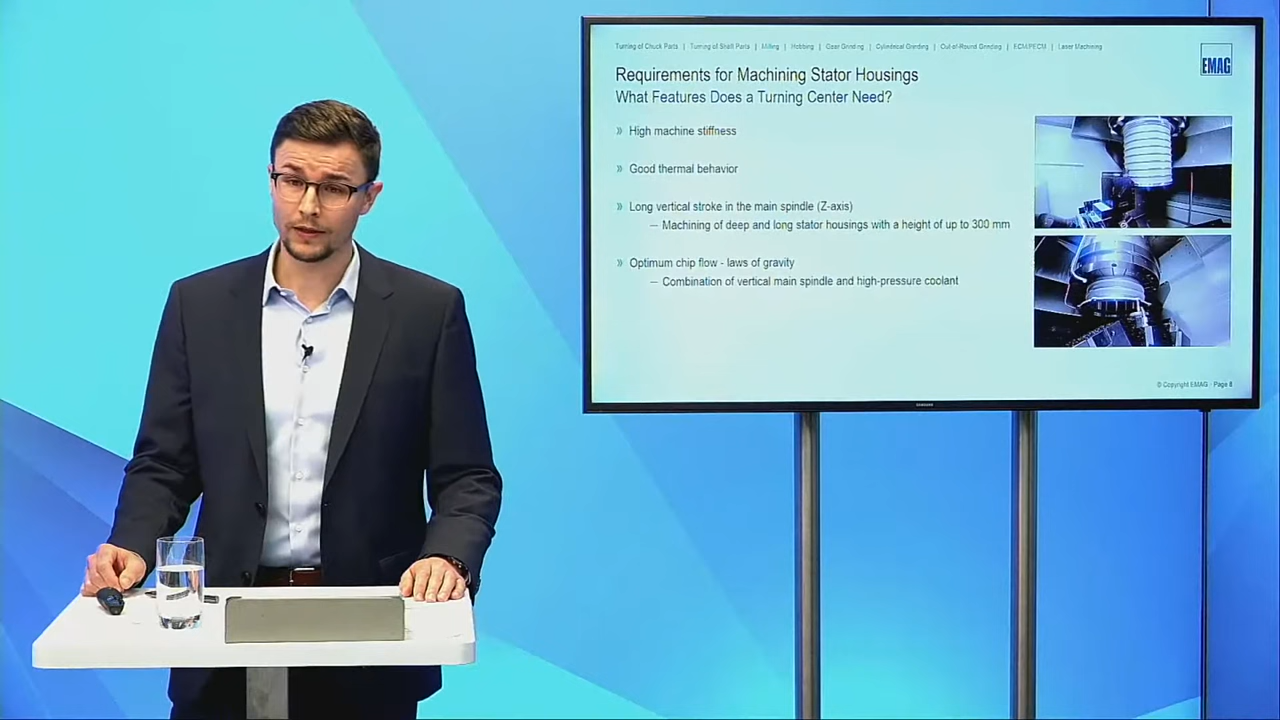 Turning of Chuck Parts | Turning of Shaft Parts | Milling | Hobbing | Gear Grinding | Cylindrical Grinding | Out-of-Round Grinding | ECM/PECM | Laser Machining
EMAG
Requirements for Machining Stator Housings
What Features Does a Turning Center Need?
» High machine stiffness
» Good thermal behavior
» Long vertical stroke in the main spindle (Z-axis)
– Machining of deep and long stator housings with a height of up to 300 mm
» Optimum chip flow - laws of gravity
– Combination of vertical main spindle and high-pressure coolant
© Copyright EMAG - Page 8
SAMSUNG